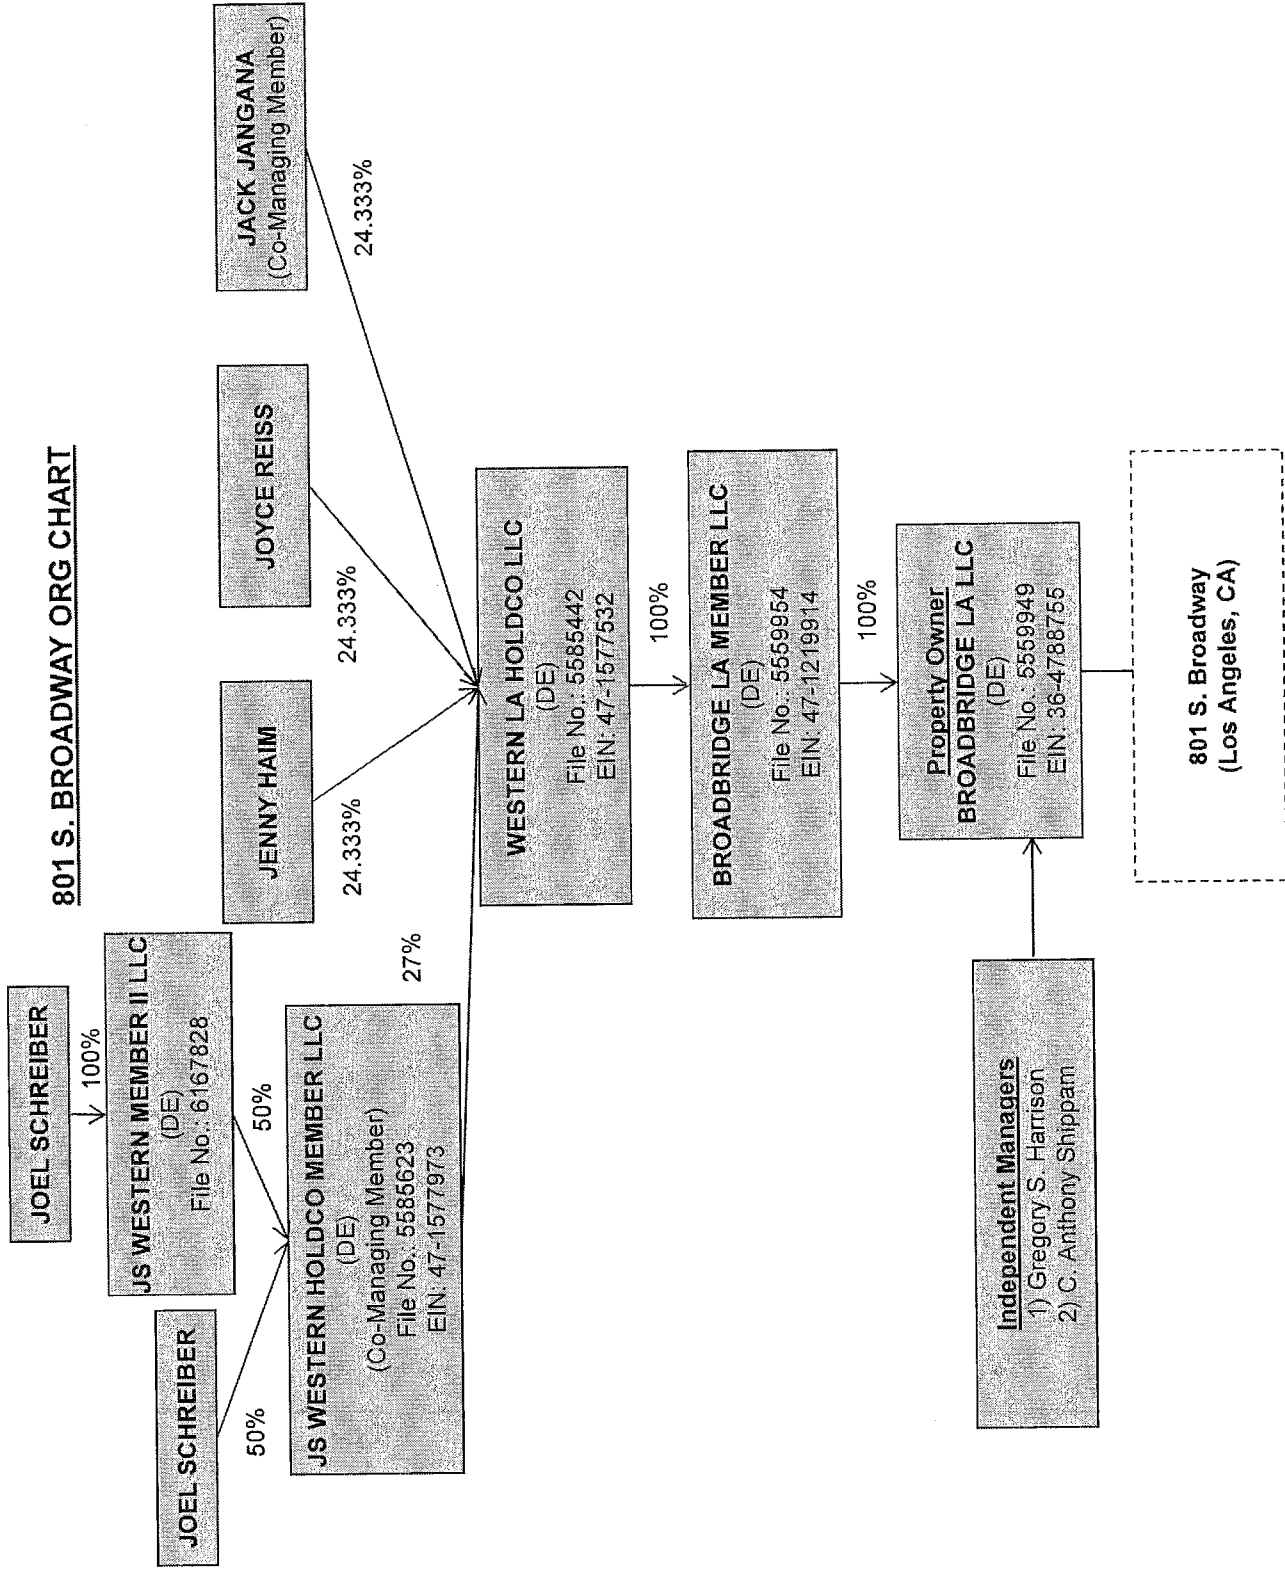 801 S. BROADWAY ORG CHART
JOEL SCHREIBER
100%
JS WESTERN MEMBER II LLC
(DE)
File No.: 6167828
JOEL SCHREIBER
50%
50%
JS WESTERN HOLDCO MEMBER LLC
(DE)
(Co-Managing Member)
File No.: 5585623
EIN: 47-1577973
27%
JENNY HAIM
24.333%
JOYCE REISS
24.333%
JACK JANGANA
(Co-Managing Member)
24.333%
WESTERN LA HOLDCO LLC
(DE)
File No.: 5585442
EIN: 47-1577532
100%
BROADBRIDGE LA MEMBER LLC
(DE)
File No.: 5559954
EIN: 47-1219914
100%
Property Owner
BROADBRIDGE LA LLC
(DE)
File No.: 5559949
EIN: 36-4788755
Independent Managers
1) Gregory S. Harrison
2) C. Anthony Shippam
801 S. Broadway
(Los Angeles, CA)